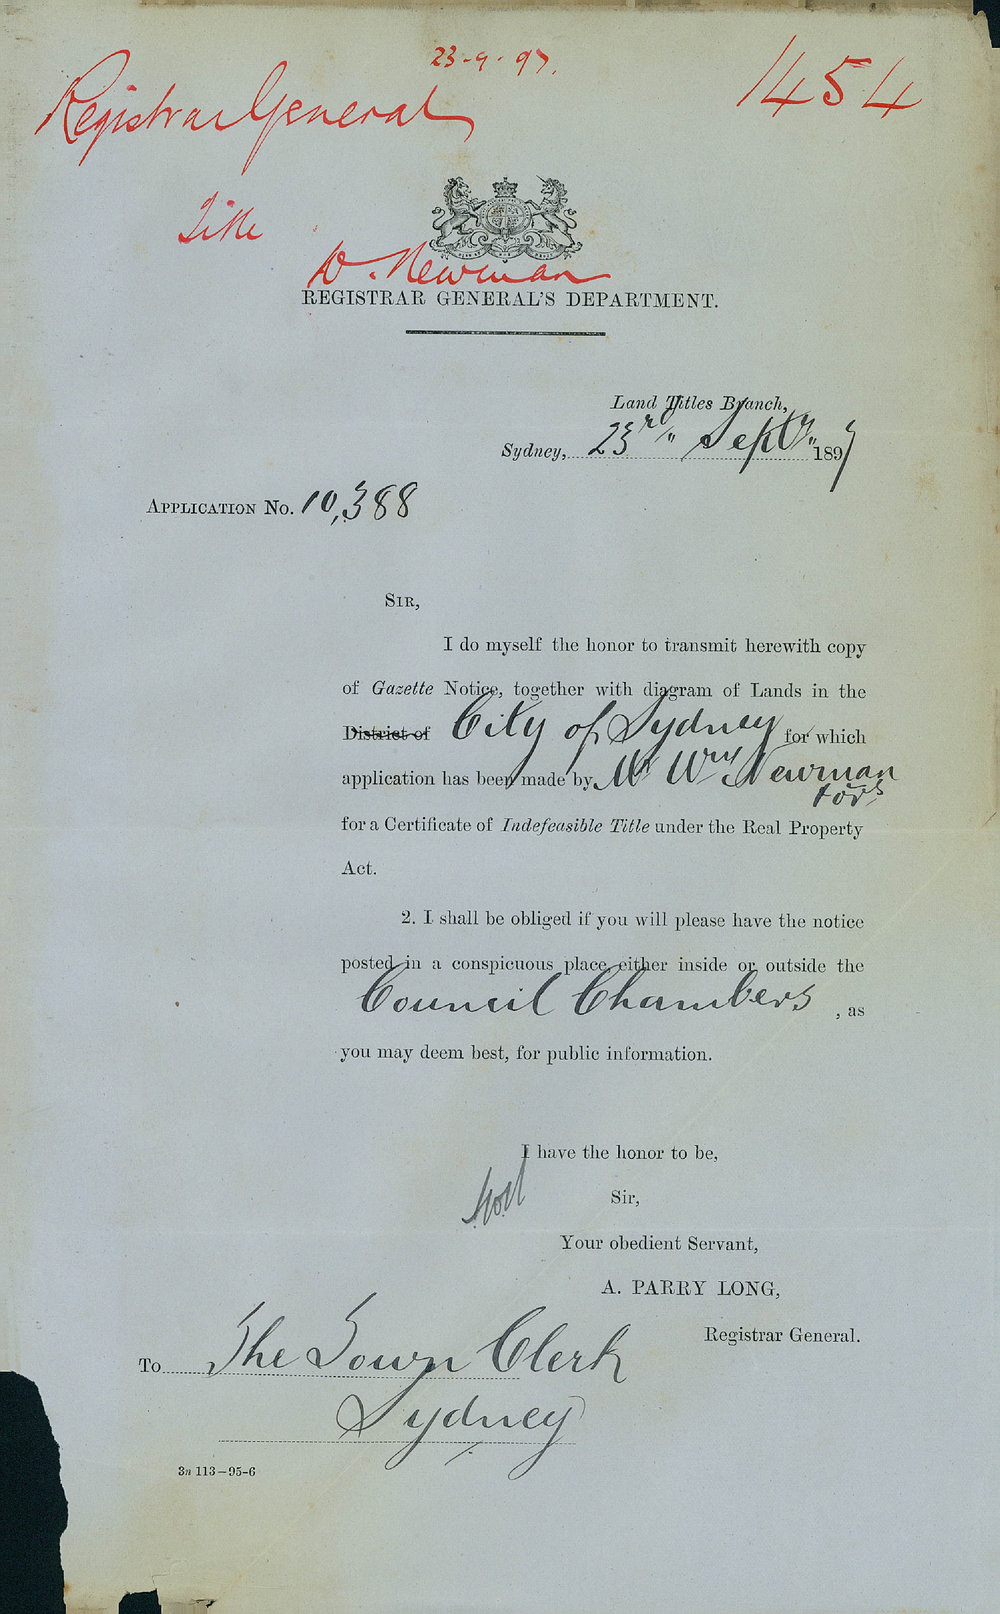 23-9-97.
1454
Registrar General
Title
W. Newman
REGISTRAR GENERAL'S DEPARTMENT.
Land Titles Branch,
Sydney, 23rd " Septr " 1897
APPLICATION No. 10,388
SIR,
I do myself the honor to transmit herewith copy
of Gazette Notice, together with diagram of Lands in the
District of City of Sydney for which
application has been made by Mr Wm Newman
+ ors
for a Certificate of Indefeasible Title under the Real Property
Act.
2. I shall be obliged if you will please have the notice
posted in a conspicuous place either inside or outside the
Council Chambers, as
you may deem best, for public information.
I have the honor to be,
Sir,
Your obedient Servant,
A. PARRY LONG,
Registrar General.
To The Town Clerk
Sydney
3n 113-95-6